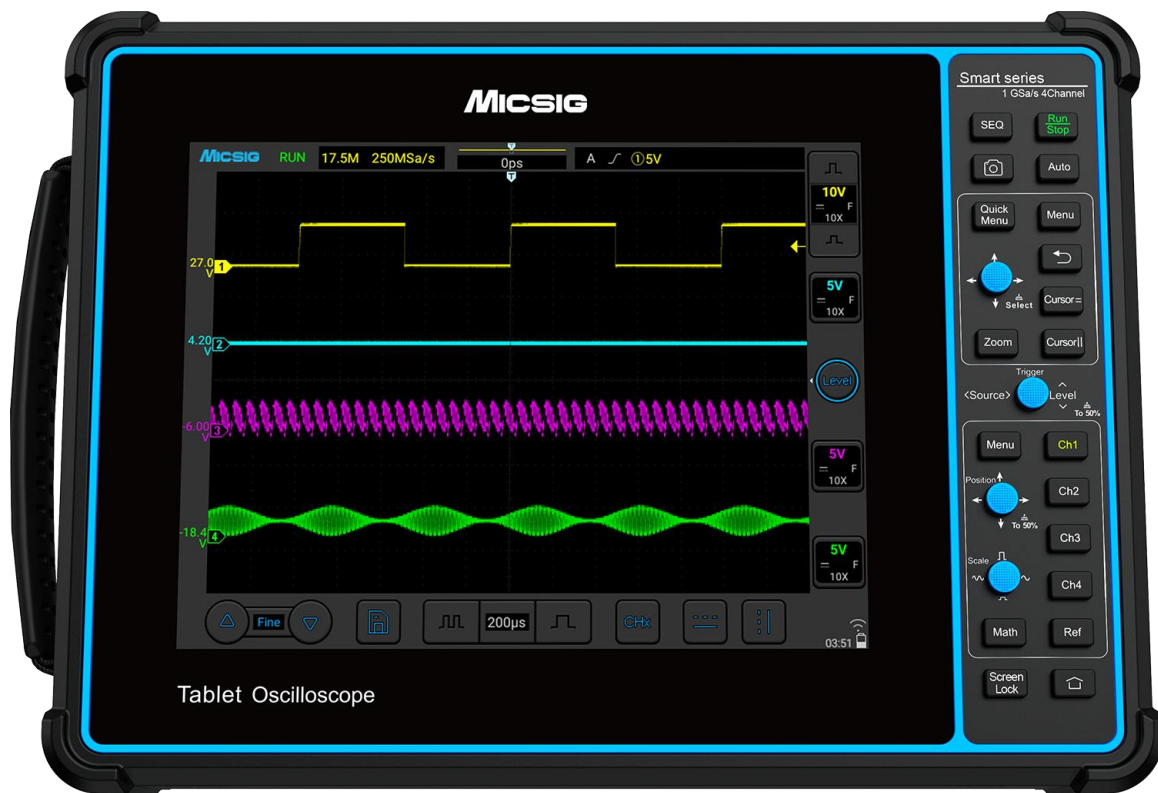 MICSIG
Smart series
1 GSa/s 4Channel
SEQ
Run
Stop
Auto
MICSIG RUN 17.5M 250MSa/s 0ps A ①5V
T
T
10V
F
10X
27.0
V
1
5V
F
10X
4.20
V
2
Level
-6.00
V
3
5V
F
10X
-18.4
V
4
5V
F
10X
Fine 200µs CHx
03:51
Quick
Menu
Menu
Select
Cursor=
Zoom
Cursor||
Trigger
<Source> Level
To 50%
Menu
Ch1
Position
To 50%
Ch2
Ch3
Scale
Ch4
Math
Ref
Screen
Lock
Tablet Oscilloscope